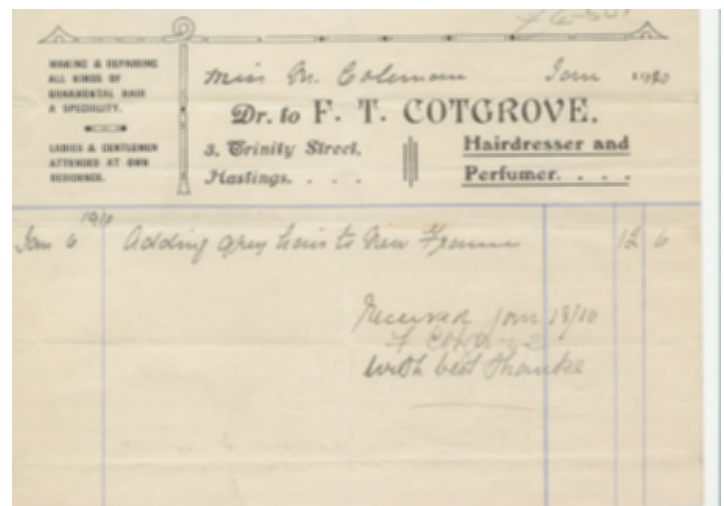 MAKING & REPAIRING
ALL KINDS OF
ORNAMENTAL HAIR
A SPECIALITY.
LADIES & GENTLEMEN
ATTENDED AT OWN
RESIDENCE.
Miss M. Coleman Jan 1910
Dr. to F. T. COTGROVE,
3, Trinity Street,
Hastings. . . .
Hairdresser and
Perfumer. . . .
1910
Jan 6 Adding grey hair to New Frame 12 6
Received Jan 18/10
with best thanks